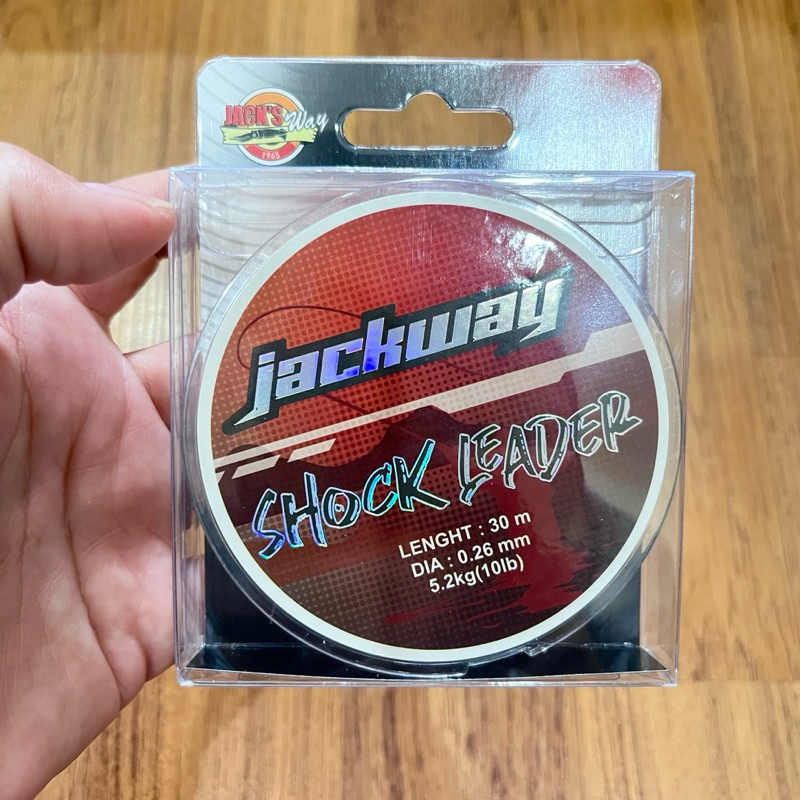 JACK'S Way
1965
jackway
SHOCK LEADER
LENGHT : 30 m
DIA : 0.26 mm
5.2kg(10lb)